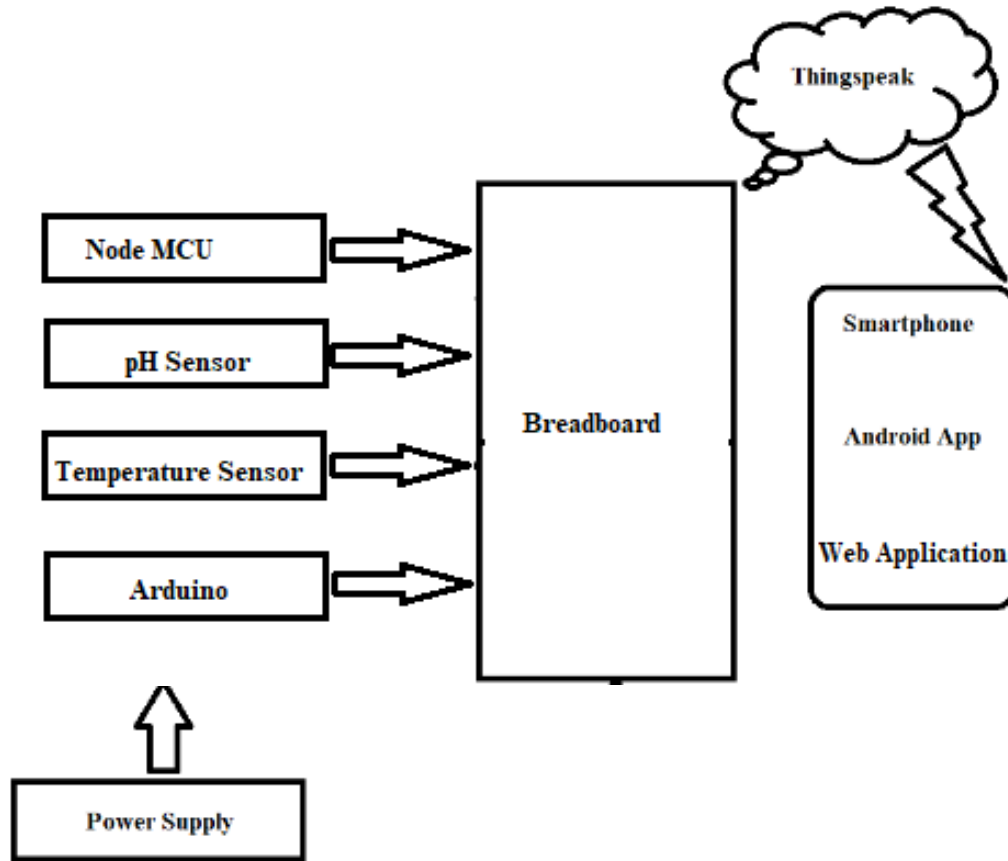 Thingspeak
Node MCU
pH Sensor
Temperature Sensor
Arduino
Power Supply
Breadboard
Smartphone
Android App
Web Application